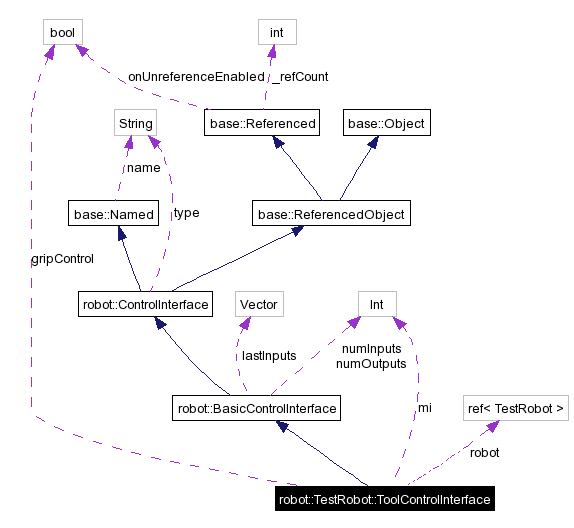 bool
int
onUnreferenceEnabled
_refCount
String
base::Referenced
base::Object
name
base::Named
type
base::ReferencedObject
gripControl
robot::ControlInterface
Vector
Int
lastInputs
numInputs
numOutputs
robot::BasicControlInterface
mi
ref< TestRobot >
robot
robot::TestRobot::ToolControlInterface